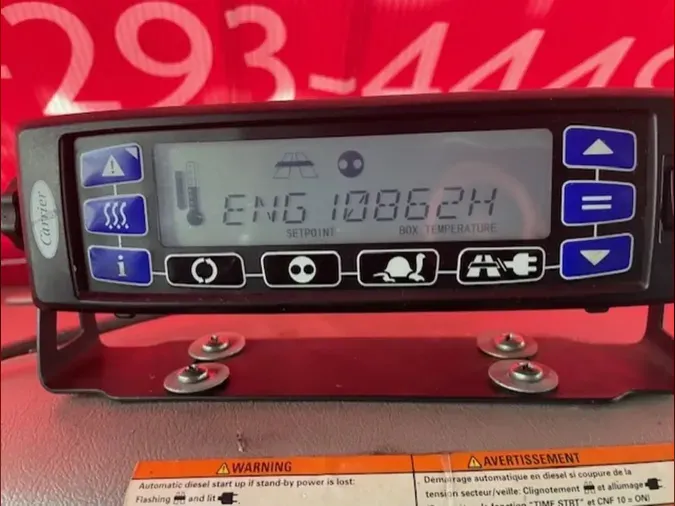 -293-4449
Carrier
ENG 10862H
SETPOINT BOX TEMPERATURE
i
WARNING
Automatic diesel start up if stand-by power is lost:
Flashing and lit
AVERTISSEMENT
Démarrage automatique en diesel si coupure de la
tension secteur/veille: Clignotement et allumage
fonction "TIME STRT" et CNF 10 = ON)